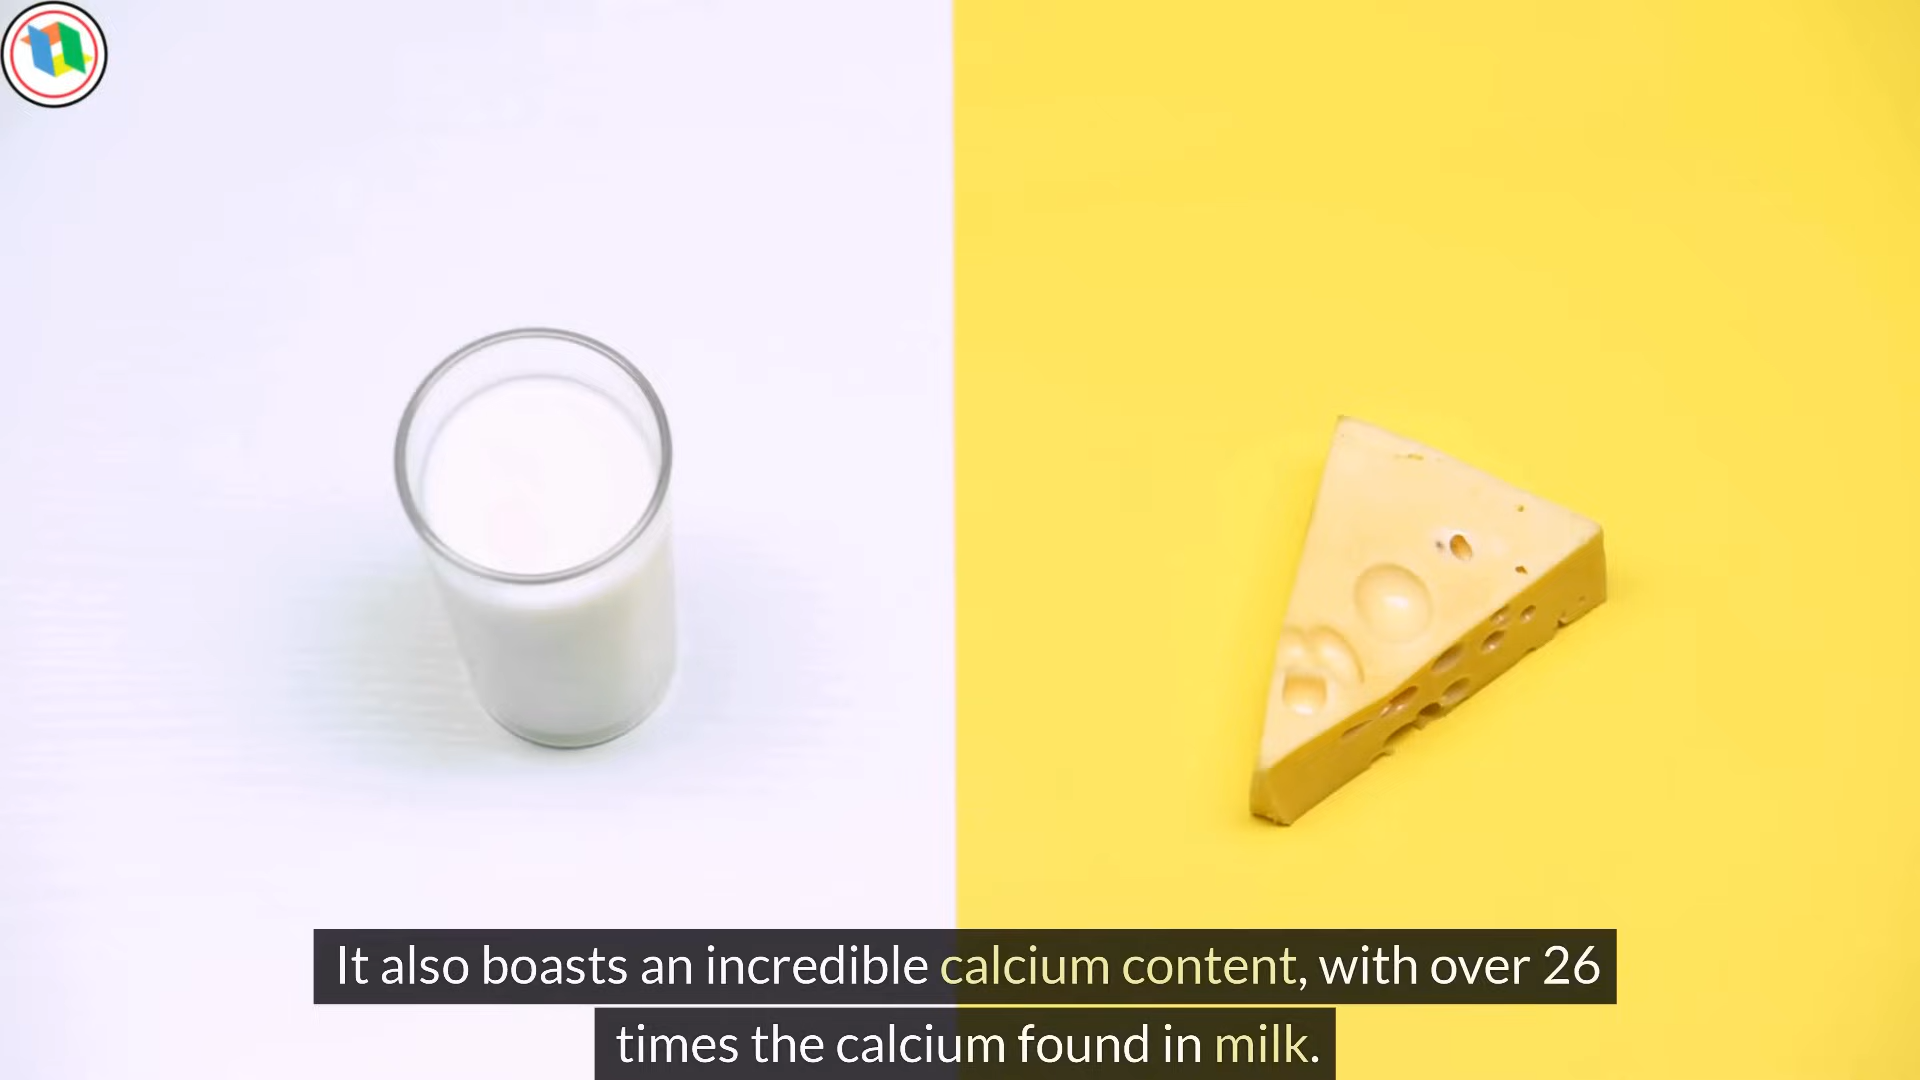 It also boasts an incredible calcium content, with over 26
times the calcium found in milk.